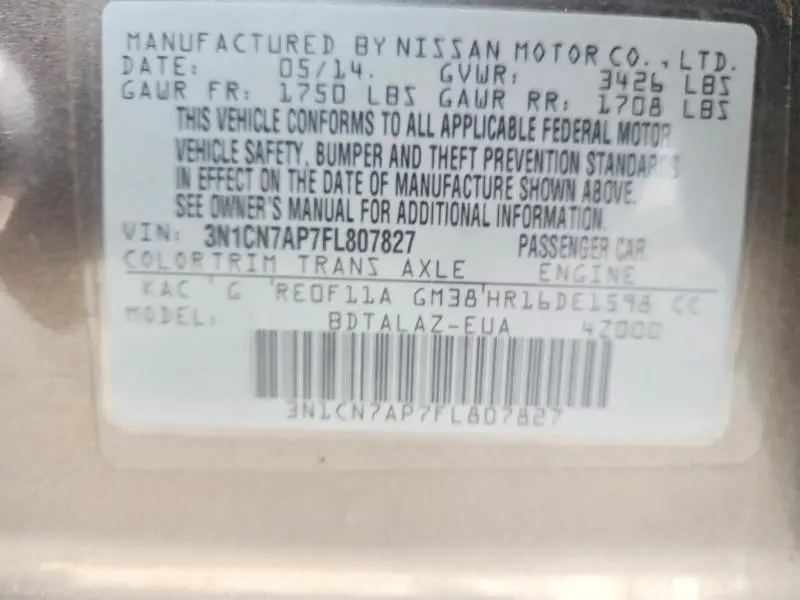 MANUFACTURED BY NISSAN MOTOR CO., LTD.
DATE: 05/14. GVWR: 3426 LBS
GAWR FR: 1750 LBS GAWR RR: 1708 LBS
THIS VEHICLE CONFORMS TO ALL APPLICABLE FEDERAL MOTOR
VEHICLE SAFETY, BUMPER AND THEFT PREVENTION STANDARDS
IN EFFECT ON THE DATE OF MANUFACTURE SHOWN ABOVE.
SEE OWNER'S MANUAL FOR ADDITIONAL INFORMATION.
VIN: 3N1CN7AP7FL807827 PASSENGER CAR
COLOR TRIM TRANS AXLE ENGINE
KAC G RE0F11A GM38 HR16DE1598 CC
MODEL: BDTALAZ-EUA 4Z000
3N1CN7AP7FL807827